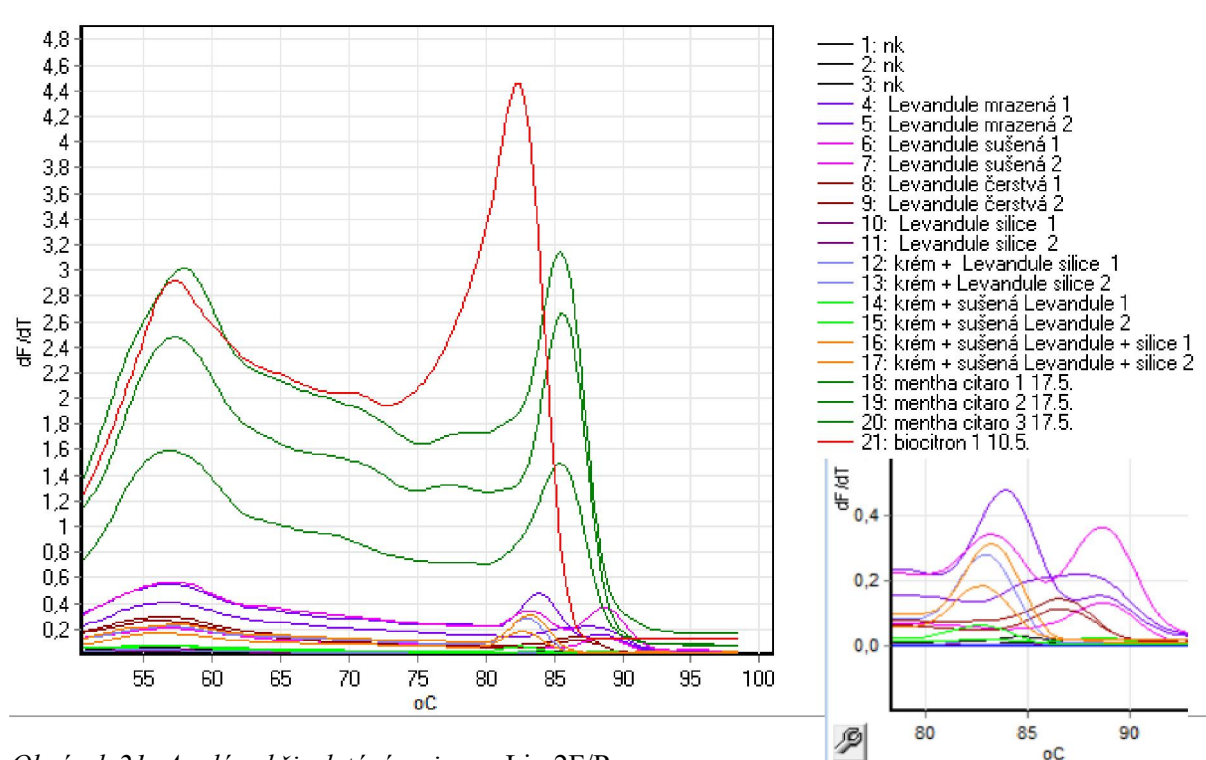 4,8
4,6
4,4
4,2
4
3,8
3,6
3,4
3,2
3
2,8
2,6
2,4
2,2
2
1,8
1,6
1,4
1,2
1
0,8
0,6
0,4
0,2
dF/dT
55 60 65 70 75 80 85 90 95 100
oC
1: nk
2: nk
3: nk
4: Levandule mrazená 1
5: Levandule mrazená 2
6: Levandule sušená 1
7: Levandule sušená 2
8: Levandule čerstvá 1
9: Levandule čerstvá 2
10: Levandule silice 1
11: Levandule silice 2
12: krém + Levandule silice 1
13: krém + Levandule silice 2
14: krém + sušená Levandule 1
15: krém + sušená Levandule 2
16: krém + sušená Levandule + silice 1
17: krém + sušená Levandule + silice 2
18: mentha citaro 1 17.5.
19: mentha citaro 2 17.5.
20: mentha citaro 3 17.5.
21: biocitron 1 10.5.
dF/dT
0,4
0,2
0,0
80 85 90
oC